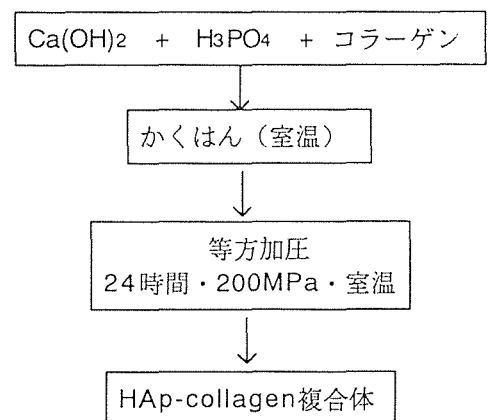 Ca(OH)2 + H3PO4 + コラーゲン
かくはん（室温）
等方加圧
24時間・200MPa・室温
HAp-collagen複合体